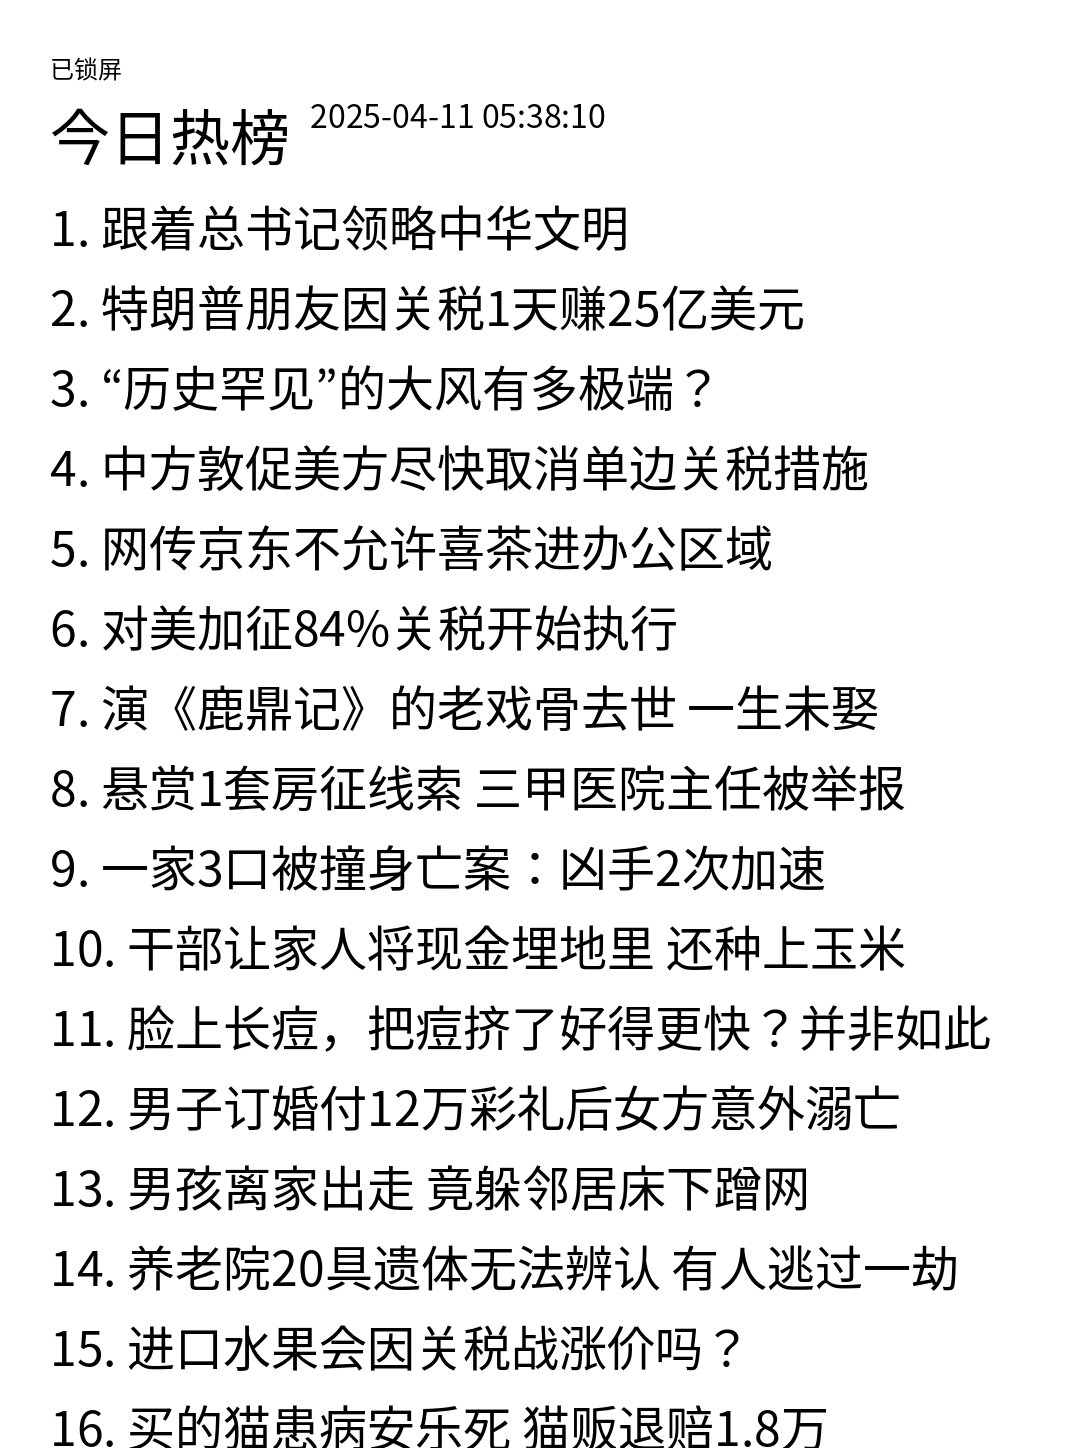 已锁屏
今日热榜 2025-04-11 05:38:10
1. 跟着总书记领略中华文明
2. 特朗普朋友因关税1天赚25亿美元
3. “历史罕见”的大风有多极端？
4. 中方敦促美方尽快取消单边关税措施
5. 网传京东不允许喜茶进办公区域
6. 对美加征84%关税开始执行
7. 演《鹿鼎记》的老戏骨去世 一生未娶
8. 悬赏1套房征线索 三甲医院主任被举报
9. 一家3口被撞身亡案：凶手2次加速
10. 干部让家人将现金埋地里 还种上玉米
11. 脸上长痘，把痘挤了好得更快？并非如此
12. 男子订婚付12万彩礼后女方意外溺亡
13. 男孩离家出走 竟躲邻居床下蹭网
14. 养老院20具遗体无法辨认 有人逃过一劫
15. 进口水果会因关税战涨价吗？
16. 买的猫患病安乐死 猫贩退赔1.8万